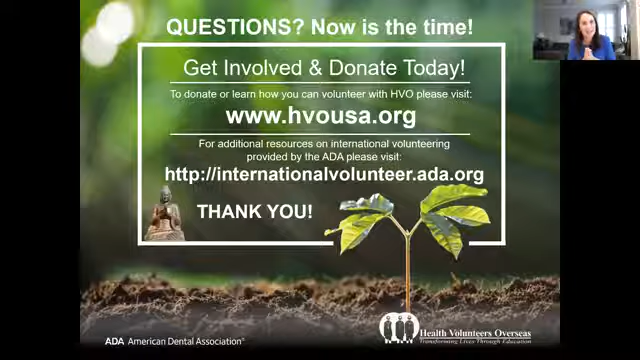 QUESTIONS? Now is the time!
Get Involved & Donate Today!
To donate or learn how you can volunteer with HVO please visit:
www.hvousa.org
For additional resources on international volunteering
provided by the ADA please visit:
http://internationalvolunteer.ada.org
THANK YOU!
ADA American Dental Association®
Health Volunteers Overseas
Transforming Lives Through Education